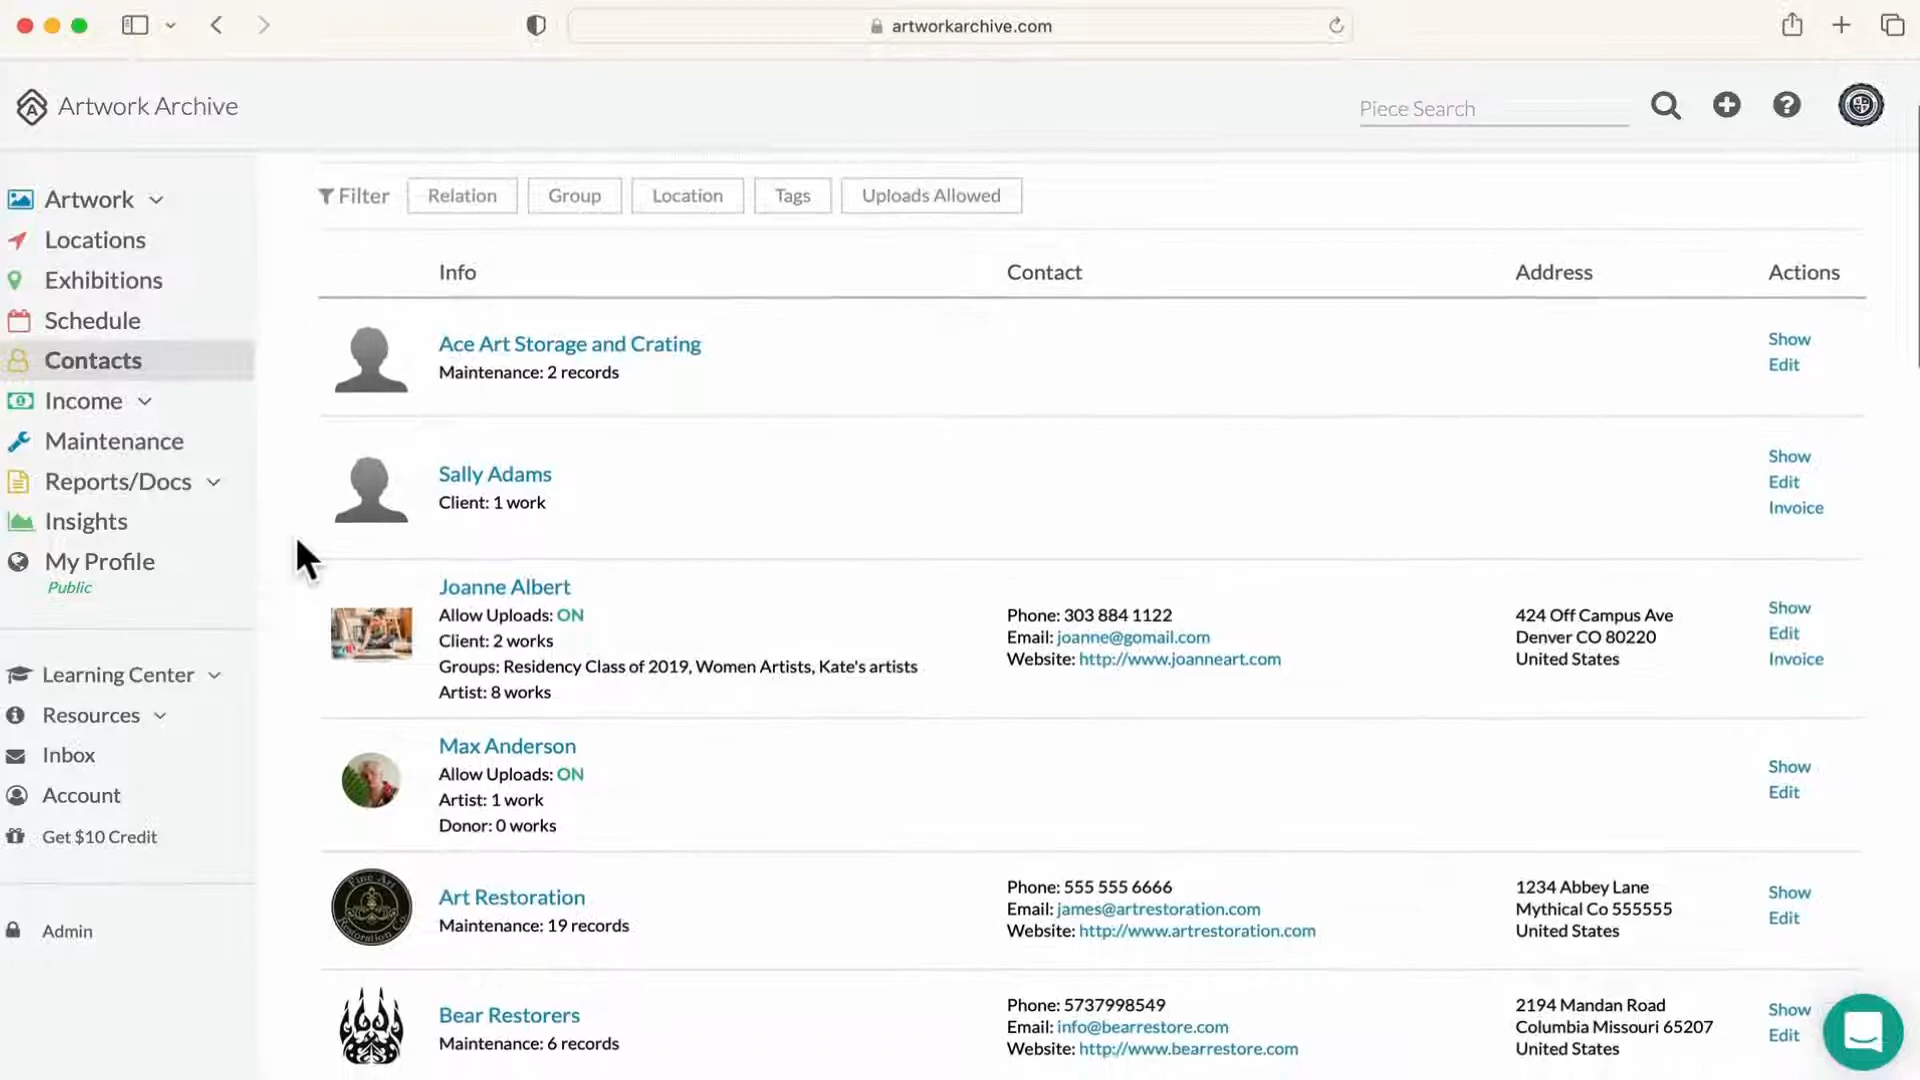 artworkarchive.com
Artwork Archive
Piece Search
Artwork
Locations
Exhibitions
Schedule
Contacts
Income
Maintenance
Reports/Docs
Insights
My Profile
Public
Learning Center
Resources
Inbox
Account
Get $10 Credit
Admin
Filter Relation Group Location Tags Uploads Allowed
Info Contact Address Actions
Ace Art Storage and Crating
Maintenance: 2 records
Show
Edit
Sally Adams
Client: 1 work
Show
Edit
Invoice
Joanne Albert
Allow Uploads: ON
Client: 2 works
Groups: Residency Class of 2019, Women Artists, Kate's artists
Artist: 8 works
Phone: 303 884 1122
Email: joanne@gomail.com
Website: http://www.joanneart.com
424 Off Campus Ave
Denver CO 80220
United States
Show
Edit
Invoice
Max Anderson
Allow Uploads: ON
Artist: 1 work
Donor: 0 works
Show
Edit
Fine Art
Restoration Co.
Art Restoration
Maintenance: 19 records
Phone: 555 555 6666
Email: james@artrestoration.com
Website: http://www.artrestoration.com
1234 Abbey Lane
Mythical Co 555555
United States
Show
Edit
Bear Restorers
Maintenance: 6 records
Phone: 5737998549
Email: info@bearrestore.com
Website: http://www.bearrestore.com
2194 Mandan Road
Columbia Missouri 65207
United States
Show
Edit